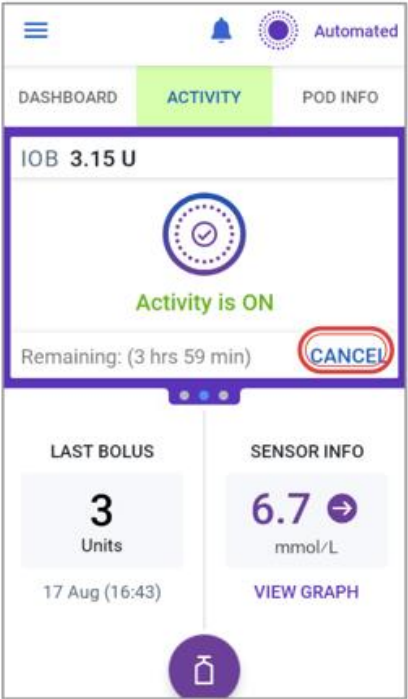 Automated
DASHBOARD ACTIVITY POD INFO
IOB 3.15 U
Activity is ON
Remaining: (3 hrs 59 min) CANCEL
LAST BOLUS
3
Units
17 Aug (16:43)
SENSOR INFO
6.7
mmol/L
VIEW GRAPH